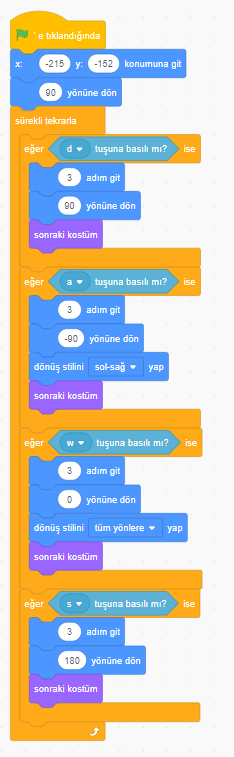 ' e tıklandığında
x: -215 y: -152 konumuna git
90 yönüne dön
sürekli tekrarla
eğer d tuşuna basılı mı? ise
3 adım git
90 yönüne dön
sonraki kostüm
eğer a tuşuna basılı mı? ise
3 adım git
-90 yönüne dön
dönüş stilini sol-sağ yap
sonraki kostüm
eğer w tuşuna basılı mı? ise
3 adım git
0 yönüne dön
dönüş stilini tüm yönlere yap
sonraki kostüm
eğer s tuşuna basılı mı? ise
3 adım git
180 yönüne dön
sonraki kostüm